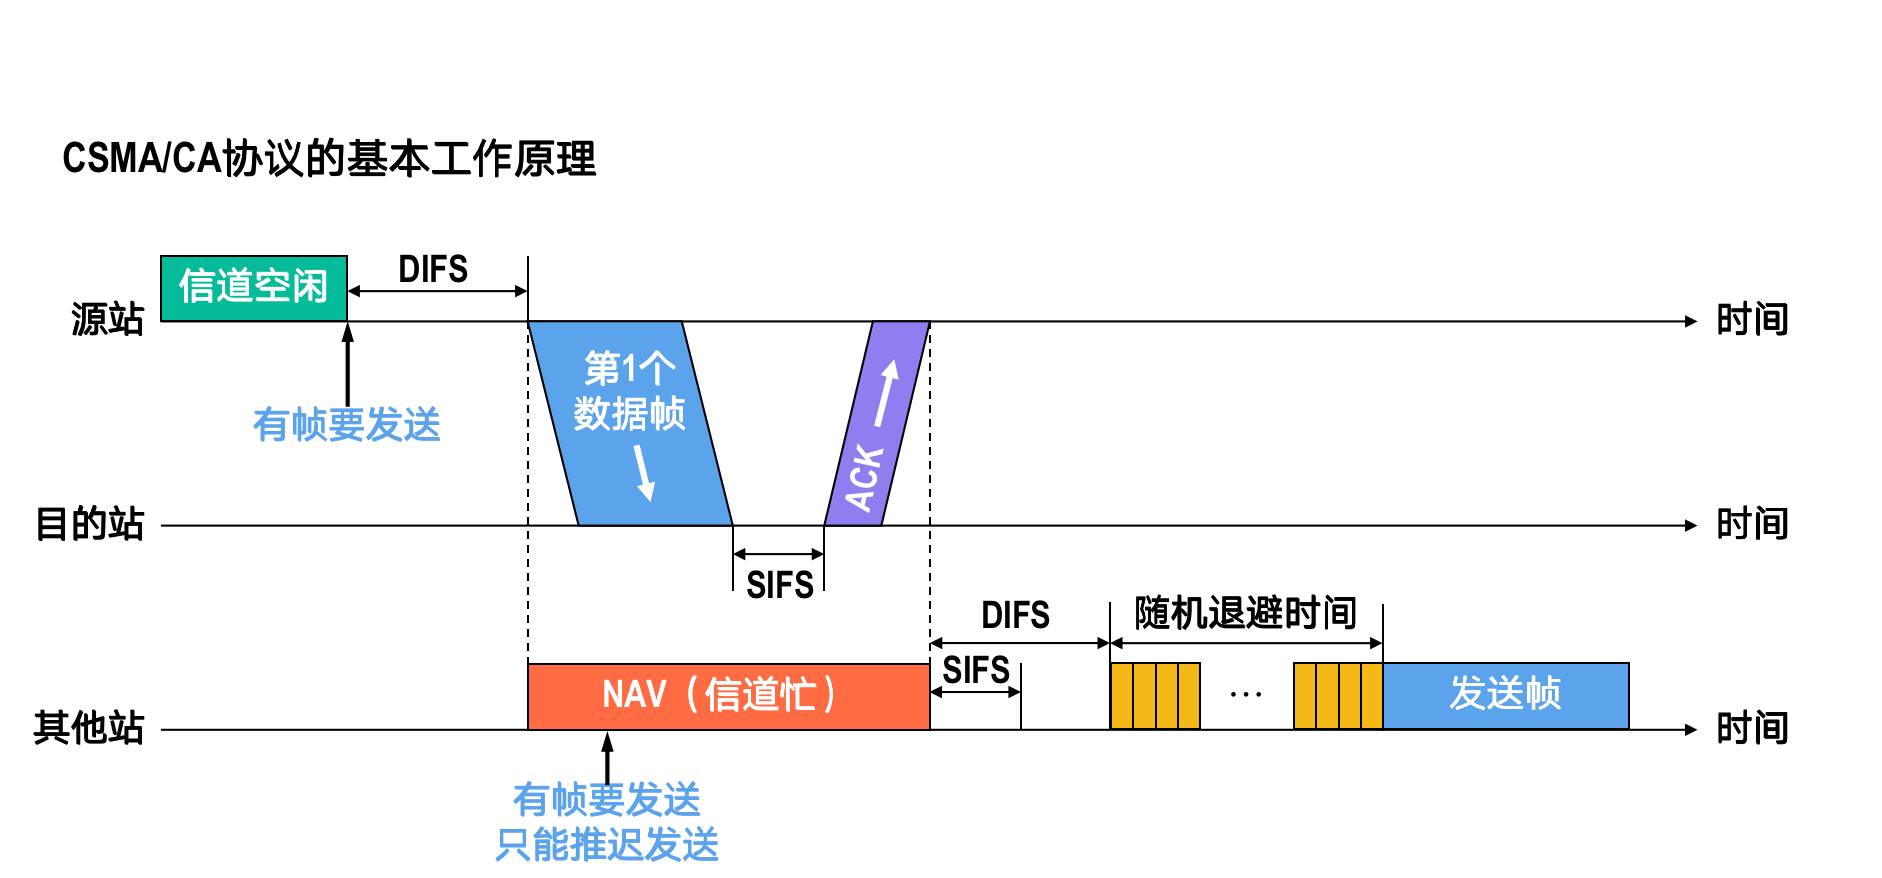 CSMA/CA协议的基本工作原理
信道空闲
DIFS
源站
时间
第1个
数据帧
ACK
有帧要发送
目的站
时间
SIFS
DIFS
随机退避时间
SIFS
NAV（信道忙）
…
发送帧
其他站
时间
有帧要发送
只能推迟发送